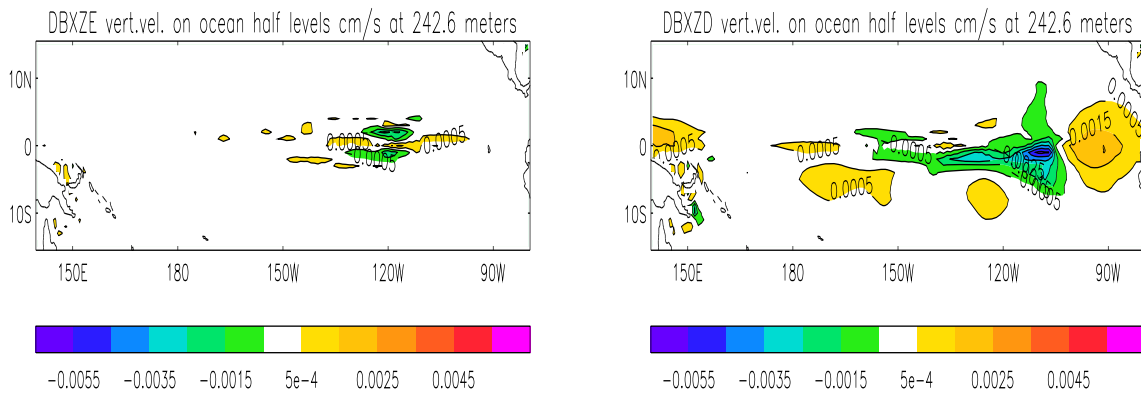 DBXZE vert.vel. on ocean half levels cm/s at 242.6 meters
10N
0
10S
150E 180 150W 120W 90W
-0.0055 -0.0035 -0.0015 5e-4 0.0025 0.0045
DBXZD vert.vel. on ocean half levels cm/s at 242.6 meters
10N
0
10S
0.0005
0.0005
0.0015
150E 180 150W 120W 90W
-0.0055 -0.0035 -0.0015 5e-4 0.0025 0.0045